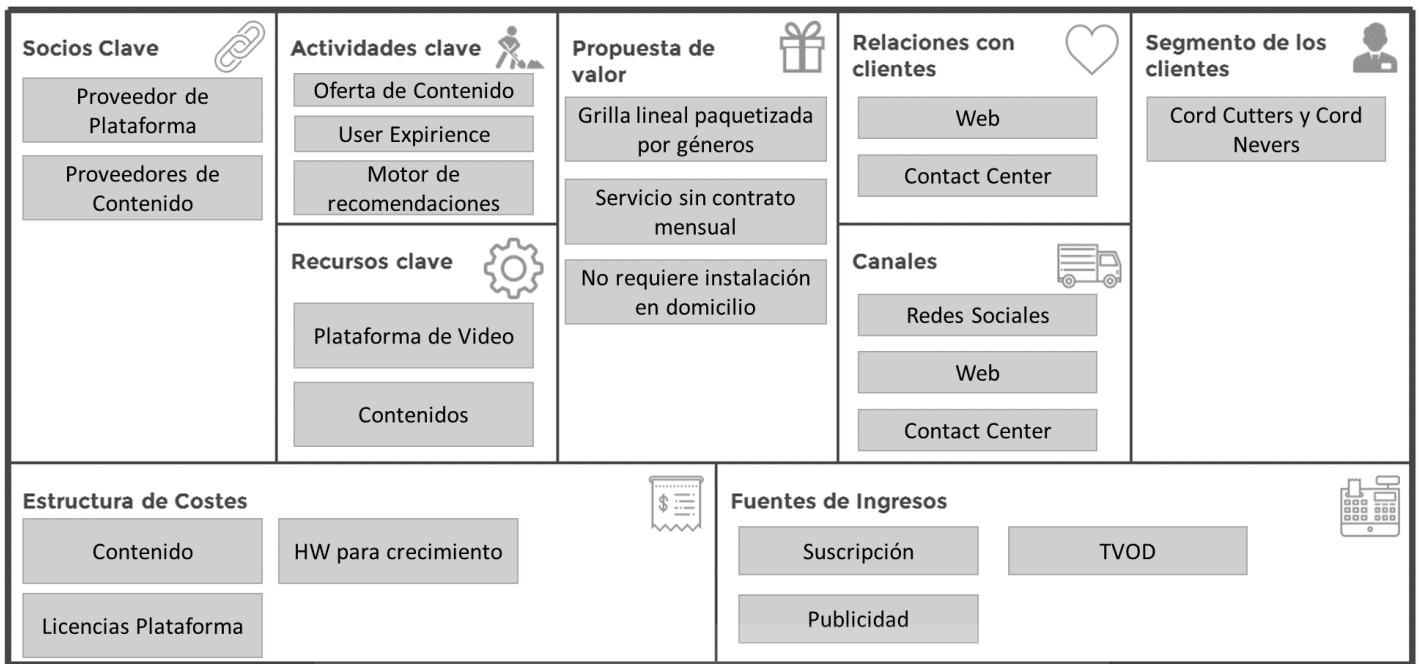 Socios Clave
Proveedor de
Plataforma
Proveedores de
Contenido
Actividades clave
Oferta de Contenido
User Expirience
Motor de
recomendaciones
Recursos clave
Plataforma de Video
Contenidos
Propuesta de
valor
Grilla lineal paquetizada
por géneros
Servicio sin contrato
mensual
No requiere instalación
en domicilio
Relaciones con
clientes
Web
Contact Center
Canales
Redes Sociales
Web
Contact Center
Segmento de los
clientes
Cord Cutters y Cord
Nevers
Estructura de Costes
$
Contenido
HW para crecimiento
Licencias Plataforma
Fuentes de Ingresos
Suscripción
TVOD
Publicidad